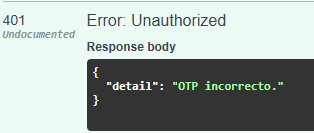 401
Undocumented
Error: Unauthorized
Response body
{
  "detail": "OTP incorrecto."
}